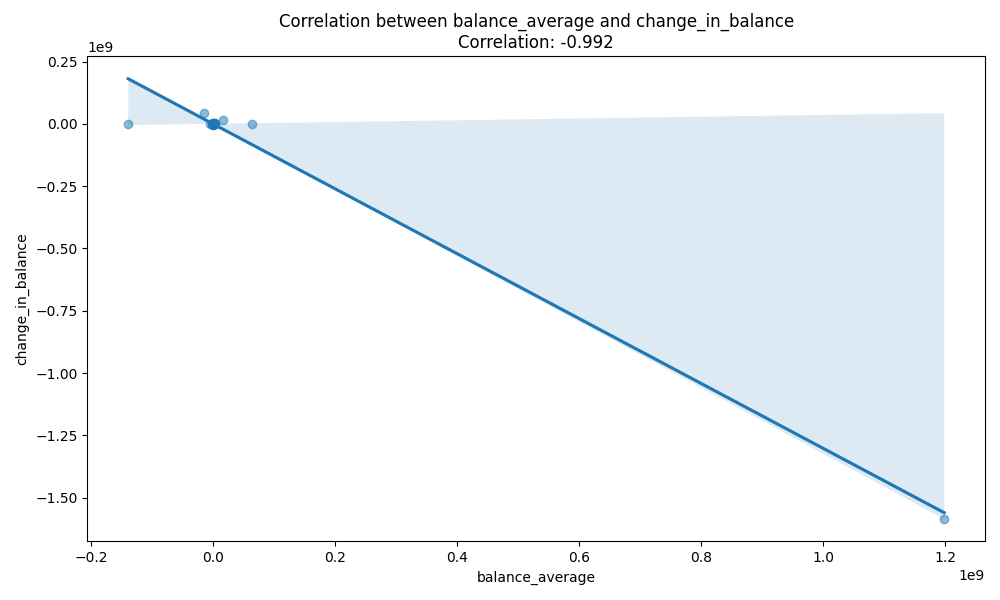 Correlation between balance_average and change_in_balance
Correlation: -0.992
1e9
0.25
0.00
−0.25
−0.50
−0.75
−1.00
−1.25
−1.50
change_in_balance
−0.2
0.0
0.2
0.4
0.6
0.8
1.0
1.2
1e9
balance_average